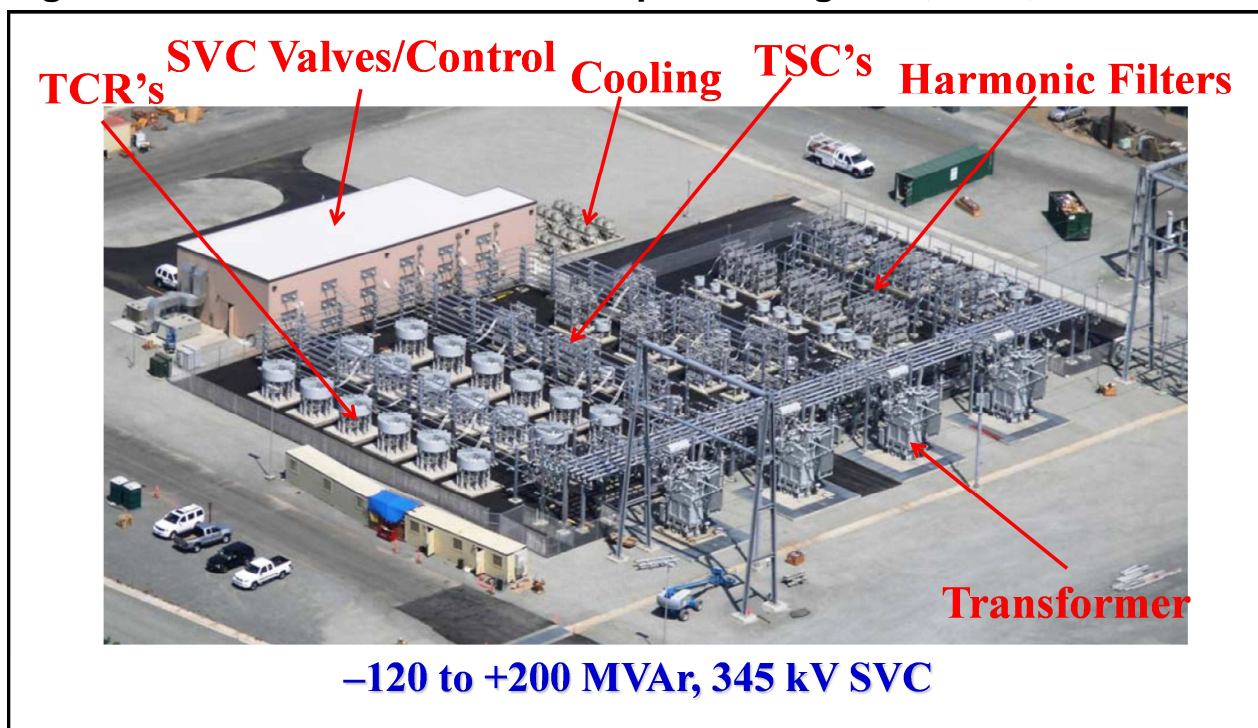 SVC Valves/Control
TCR's
Cooling
TSC's
Harmonic Filters
Transformer
–120 to +200 MVAr, 345 kV SVC